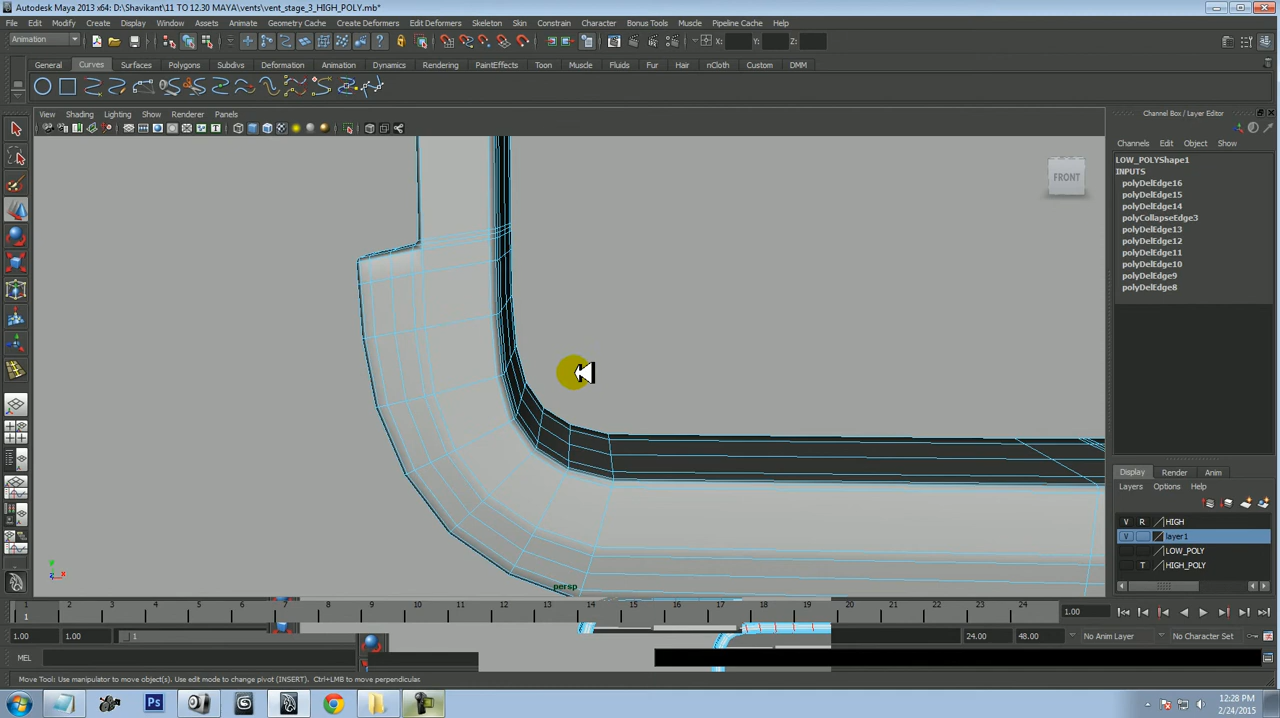 Autodesk Maya 2013 x64: D:\Shavikant\11 TO 12.30 MAYA\vents\vent_stage_3_HIGH_POLY.mb*
File Edit Modify Create Display Window Assets Animate Geometry Cache Create Deformers Edit Deformers Skeleton Skin Constrain Character Bonus Tools Muscle Pipeline Cache Help
Animation X: Y: Z:
General Curves Surfaces Polygons Subdivs Deformation Animation Dynamics Rendering PaintEffects Toon Muscle Fluids Fur Hair nCloth Custom DMM
View Shading Lighting Show Renderer Panels
Channel Box / Layer Editor
Channels Edit Object Show
LOW_POLYShape1
INPUTS
polyDelEdge16
polyDelEdge15
polyDelEdge14
polyCollapseEdge3
polyDelEdge13
polyDelEdge12
polyDelEdge11
polyDelEdge10
polyDelEdge9
polyDelEdge8
FRONT
Display Render Anim
Layers Options Help
V R HIGH
V layer1
LOW_POLY
T HIGH_POLY
persp
1 2 3 4 5 6 7 8 9 10 11 12 13 14 15 16 17 18 19 20 21 22 23 24
1 1.00
1.00 1.00 1 24.00 48.00 No Anim Layer No Character Set
MEL
Move Tool: Use manipulator to move object(s). Use edit mode to change pivot (INSERT). Ctrl+LMB to move perpendicular.
Ps
12:28 PM
2/24/2015